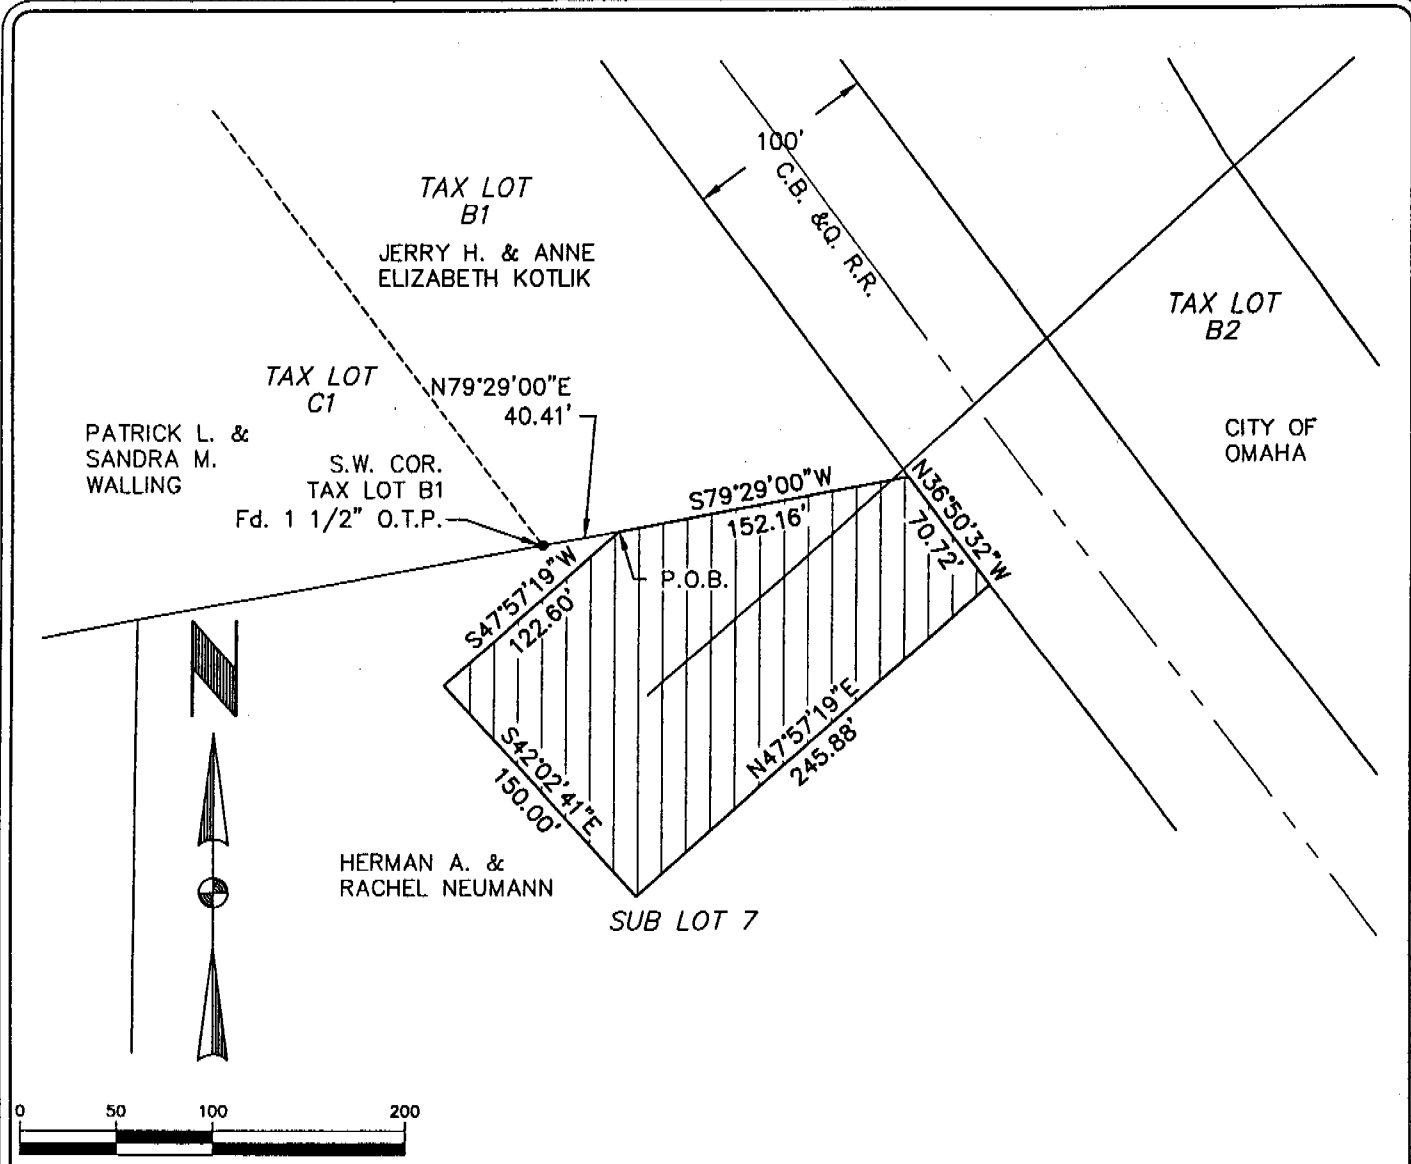 100'
C.B. &Q. R.R.
TAX LOT
B1
JERRY H. & ANNE
ELIZABETH KOTLIK
TAX LOT
B2
CITY OF
OMAHA
TAX LOT
C1
N79°29'00"E
40.41'
PATRICK L. &
SANDRA M.
WALLING
S.W. COR.
TAX LOT B1
Fd. 1 1/2" O.T.P.
S79°29'00"W
152.16'
N36°50'32"W
70.72'
P.O.B.
S47°57'19"W
122.60'
N47°57'19"E
245.88'
S42°02'41"E
150.00'
HERMAN A. &
RACHEL NEUMANN
SUB LOT 7
N
0 50 100 200